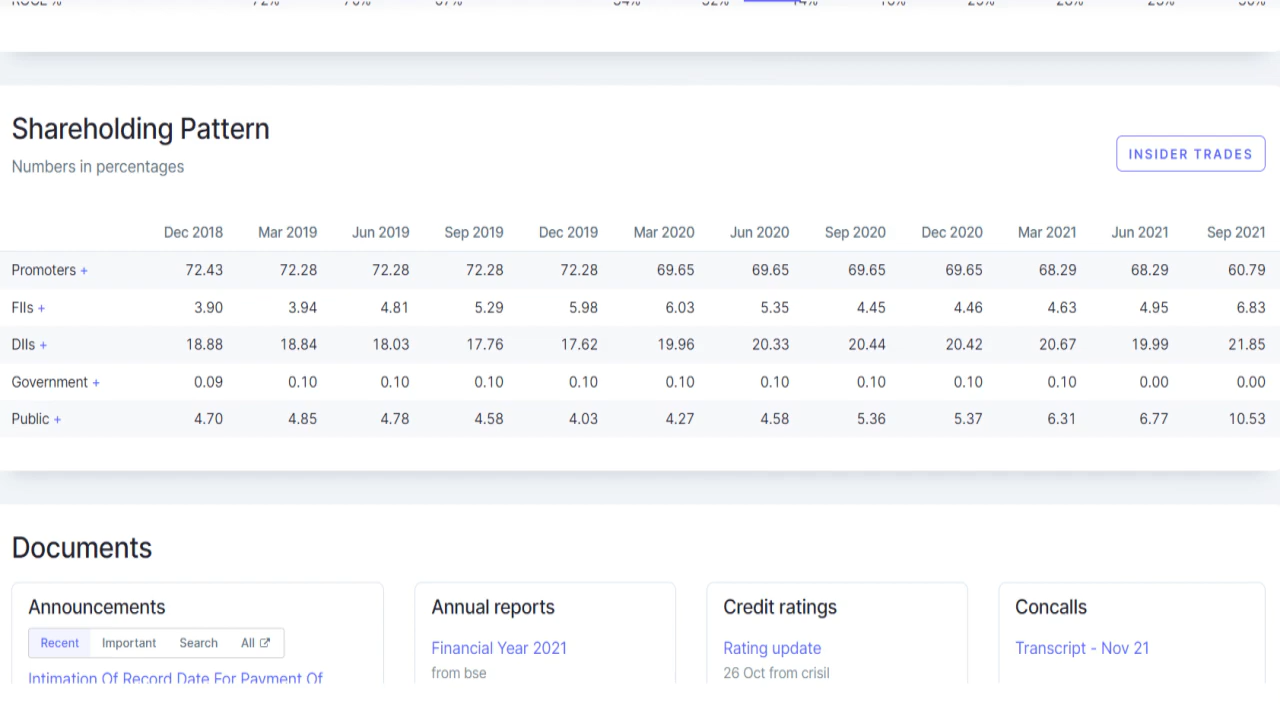 Shareholding Pattern
Numbers in percentages
INSIDER TRADES
Dec 2018 Mar 2019 Jun 2019 Sep 2019 Dec 2019 Mar 2020 Jun 2020 Sep 2020 Dec 2020 Mar 2021 Jun 2021 Sep 2021
Promoters + 72.43 72.28 72.28 72.28 72.28 69.65 69.65 69.65 69.65 68.29 68.29 60.79
FIIs + 3.90 3.94 4.81 5.29 5.98 6.03 5.35 4.45 4.46 4.63 4.95 6.83
DIIs + 18.88 18.84 18.03 17.76 17.62 19.96 20.33 20.44 20.42 20.67 19.99 21.85
Government + 0.09 0.10 0.10 0.10 0.10 0.10 0.10 0.10 0.10 0.10 0.00 0.00
Public + 4.70 4.85 4.78 4.58 4.03 4.27 4.58 5.36 5.37 6.31 6.77 10.53
Documents
Announcements
Recent Important Search All
Intimation Of Record Date For Payment Of
Annual reports
Financial Year 2021
from bse
Credit ratings
Rating update
26 Oct from crisil
Concalls
Transcript - Nov 21